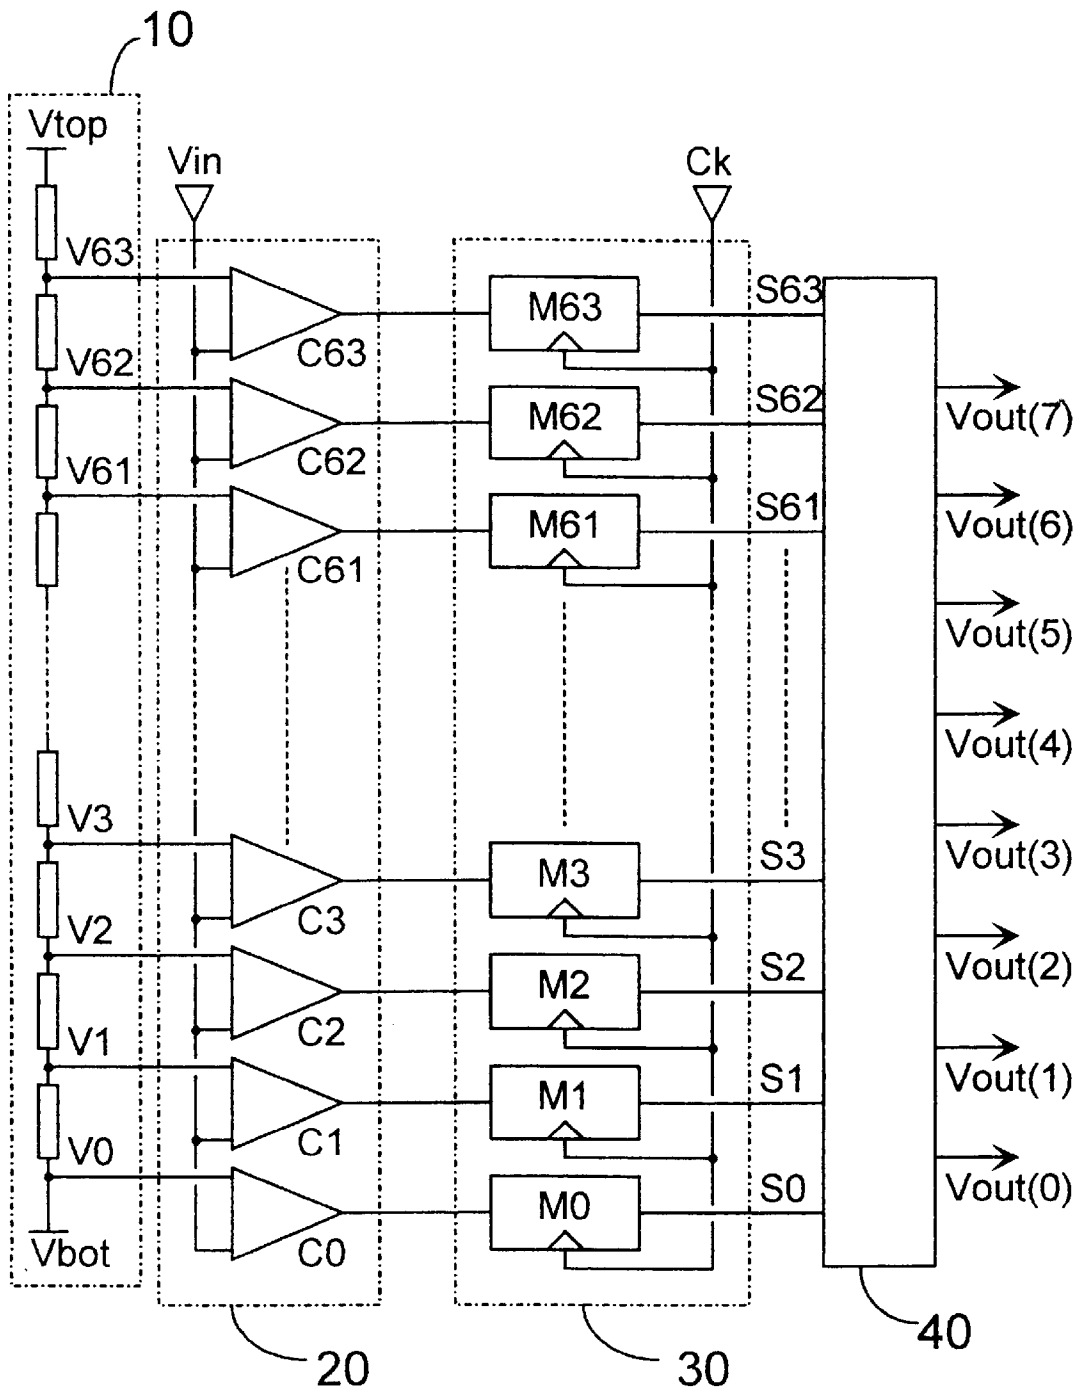 10
Vtop
Vin
Ck
V63
M63
S63
C63
V62
M62
S62
Vout(7)
C62
V61
M61
S61
Vout(6)
C61
Vout(5)
Vout(4)
V3
M3
S3
Vout(3)
C3
V2
M2
S2
Vout(2)
C2
V1
M1
S1
Vout(1)
C1
V0
M0
S0
Vout(0)
Vbot
C0
20
30
40